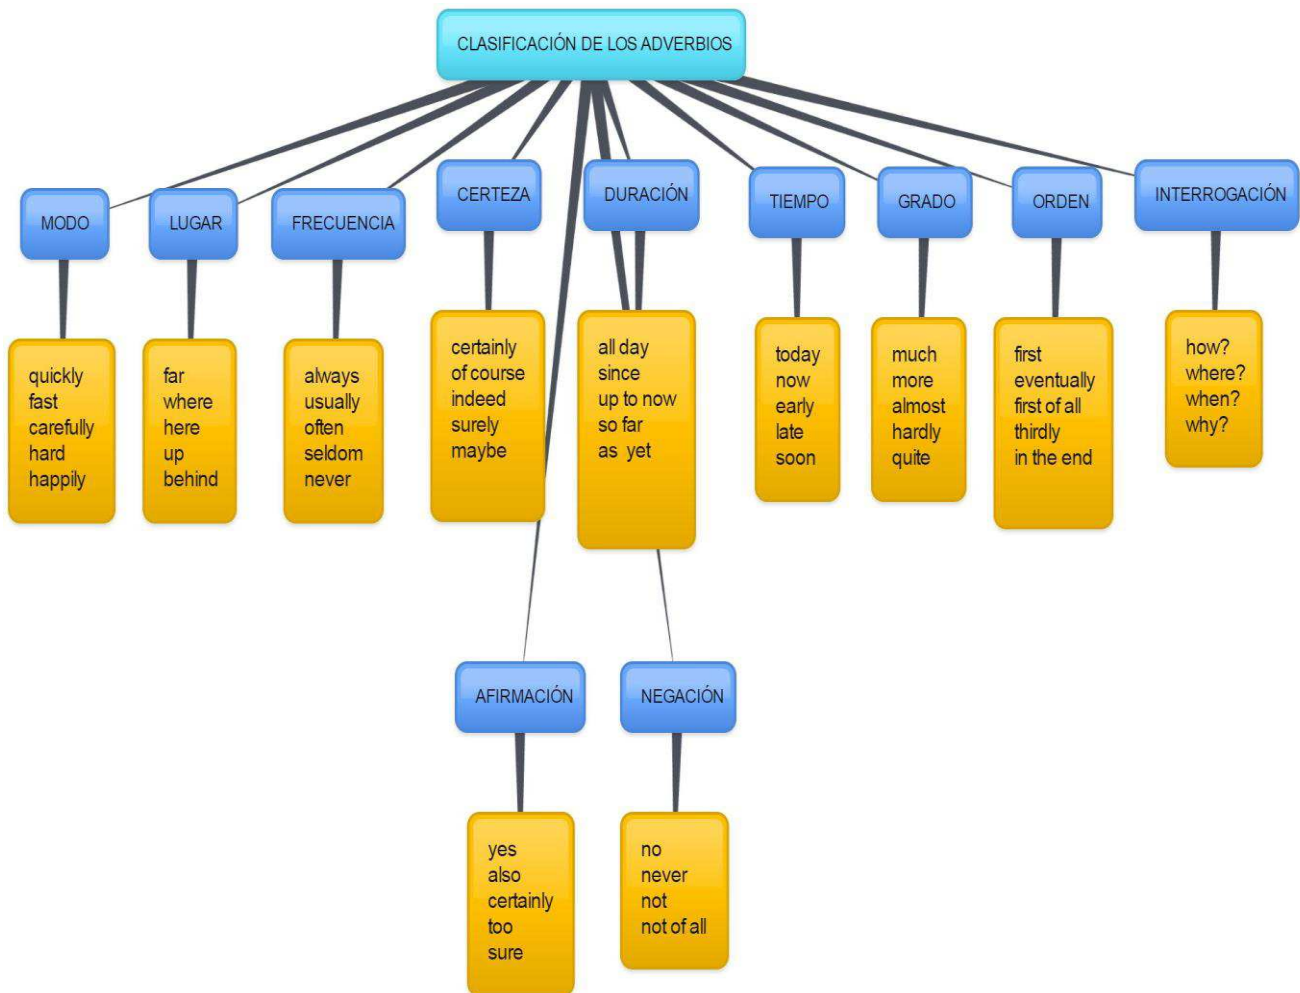 CLASIFICACIÓN DE LOS ADVERBIOS
MODO
quickly
fast
carefully
hard
happily
LUGAR
far
where
here
up
behind
FRECUENCIA
always
usually
often
seldom
never
CERTEZA
certainly
of course
indeed
surely
maybe
DURACIÓN
all day
since
up to now
so far
as yet
TIEMPO
today
now
early
late
soon
GRADO
much
more
almost
hardly
quite
ORDEN
first
eventually
first of all
thirdly
in the end
INTERROGACIÓN
how?
where?
when?
why?
AFIRMACIÓN
yes
also
certainly
too
sure
NEGACIÓN
no
never
not
not of all